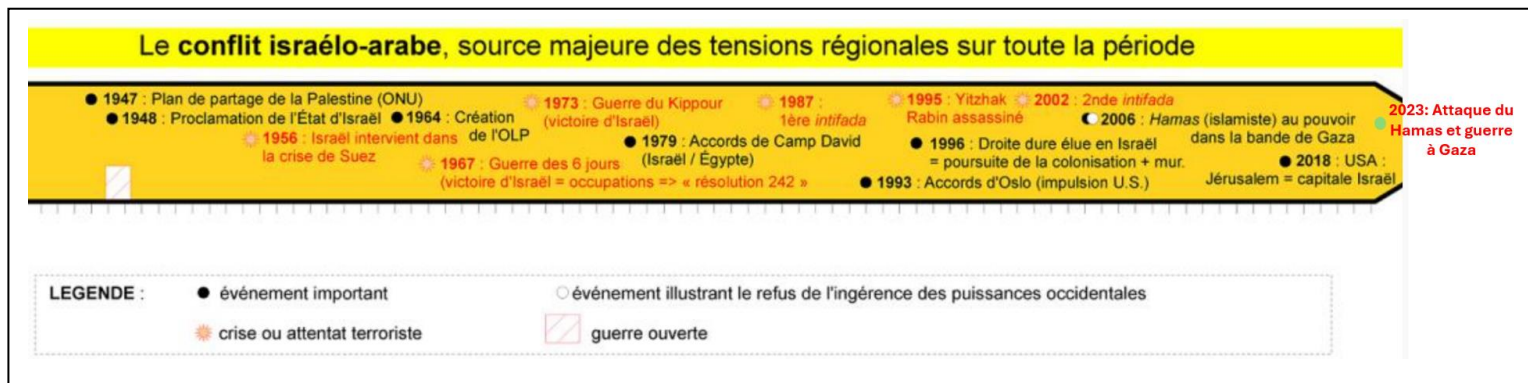 Le conflit israélo-arabe, source majeure des tensions régionales sur toute la période
● 1947 : Plan de partage de la Palestine (ONU)
● 1948 : Proclamation de l'État d'Israël
● 1964 : Création
de l'OLP
1956 : Israël intervient dans
la crise de Suez
1967 : Guerre des 6 jours
(victoire d'Israël = occupations => « résolution 242 »
1973 : Guerre du Kippour
(victoire d'Israël)
● 1979 : Accords de Camp David
(Israël / Égypte)
1987 :
1ère intifada
● 1993 : Accords d'Oslo (impulsion U.S.)
1995 : Yitzhak
Rabin assassiné
● 1996 : Droite dure élue en Israël
= poursuite de la colonisation + mur.
2002 : 2nde intifada
2006 : Hamas (islamiste) au pouvoir
dans la bande de Gaza
● 2018 : USA :
Jérusalem = capitale Israël
2023: Attaque du
Hamas et guerre
à Gaza
LEGENDE :
● événement important
○ événement illustrant le refus de l'ingérence des puissances occidentales
crise ou attentat terroriste
guerre ouverte